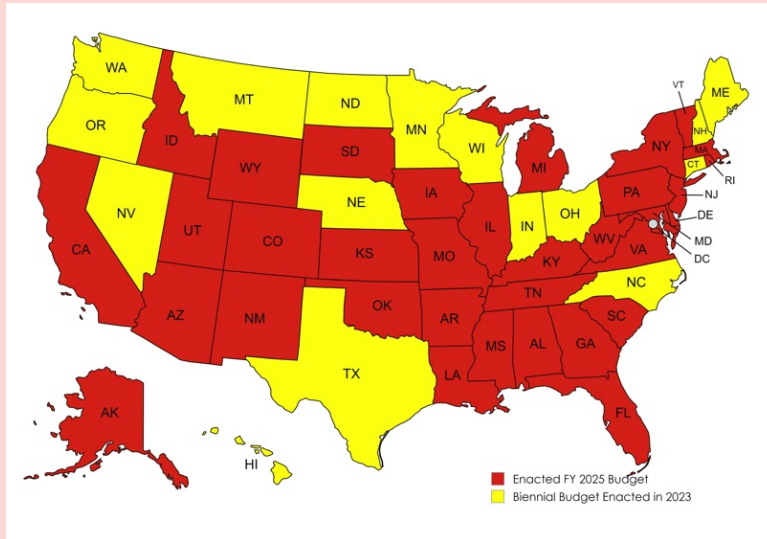 WA
MT
ND
MN
ME
VT
NH
OR
ID
SD
WI
MI
NY
MA
CT
RI
WY
IA
PA
NJ
NE
OH
DE
NV
IL
IN
MD
UT
CO
WV
VA
DC
CA
KS
MO
KY
NC
TN
AZ
NM
OK
AR
SC
MS
AL
GA
TX
LA
AK
FL
HI
Enacted FY 2025 Budget
Biennial Budget Enacted in 2023